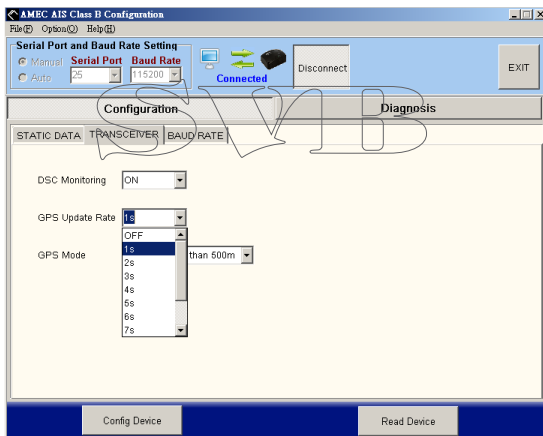 AMEC AIS Class B Configuration
File(F) Option(O) Help(H)
Serial Port and Baud Rate Setting
Manual Serial Port Baud Rate
Auto 25 115200
Connected
Disconnect
EXIT
Configuration Diagnosis
STATIC DATA TRANSCEIVER BAUD RATE
DSC Monitoring ON
GPS Update Rate 1s
OFF
1s
GPS Mode than 500m
2s
3s
4s
5s
6s
7s
Config Device Read Device
SVB